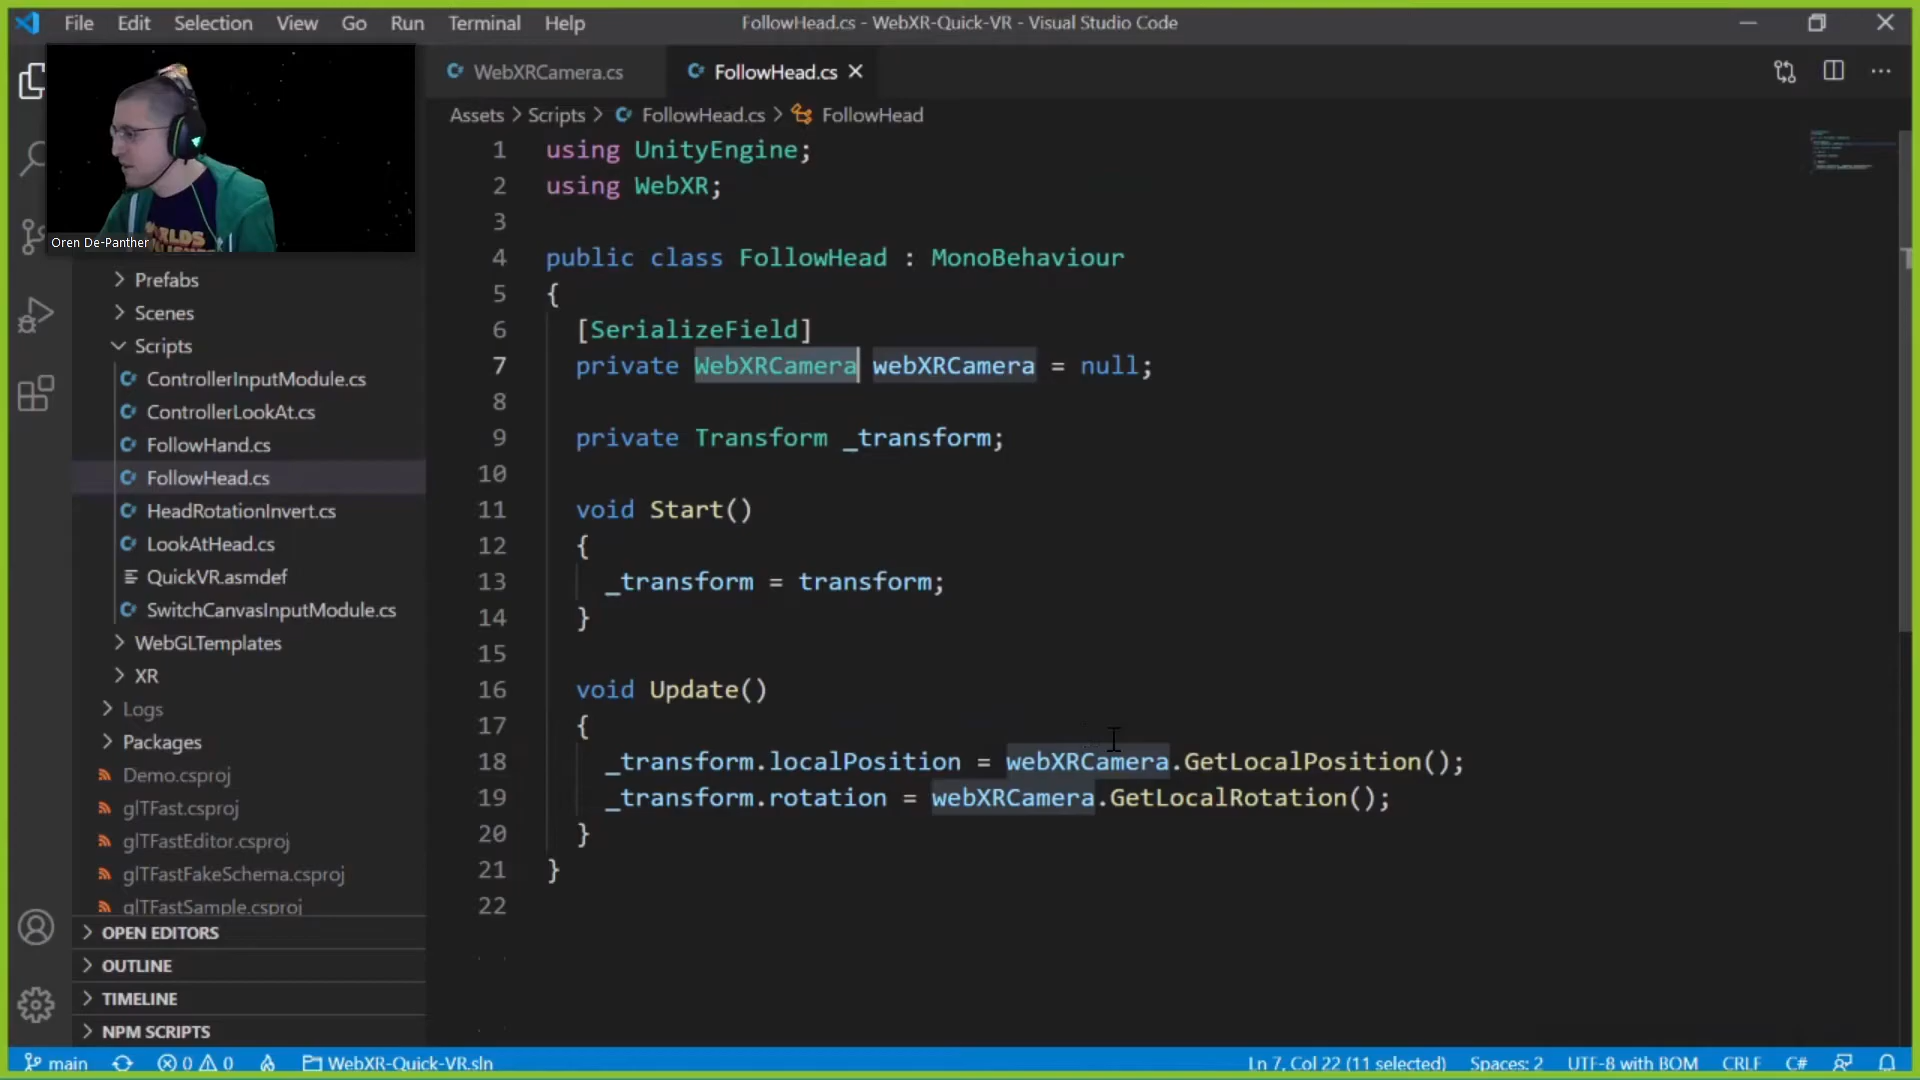 File Edit Selection View Go Run Terminal Help
FollowHead.cs - WebXR-Quick-VR - Visual Studio Code
WebXRCamera.cs
FollowHead.cs
Assets > Scripts > FollowHead.cs > FollowHead
Oren De-Panther
Prefabs
Scenes
Scripts
ControllerInputModule.cs
ControllerLookAt.cs
FollowHand.cs
FollowHead.cs
HeadRotationInvert.cs
LookAtHead.cs
QuickVR.asmdef
SwitchCanvasInputModule.cs
WebGLTemplates
XR
Logs
Packages
Demo.csproj
glTFast.csproj
glTFastEditor.csproj
glTFastFakeSchema.csproj
glTFastSample.csproj
OPEN EDITORS
OUTLINE
TIMELINE
NPM SCRIPTS
1 using UnityEngine;
2 using WebXR;
3
4 public class FollowHead : MonoBehaviour
5 {
6 [SerializeField]
7 private WebXRCamera webXRCamera = null;
8
9 private Transform _transform;
10
11 void Start()
12 {
13 _transform = transform;
14 }
15
16 void Update()
17 {
18 _transform.localPosition = webXRCamera.GetLocalPosition();
19 _transform.rotation = webXRCamera.GetLocalRotation();
20 }
21 }
22
main 0 0 WebXR-Quick-VR.sln
Ln 7, Col 22 (11 selected) Spaces: 2 UTF-8 with BOM CRLF C#